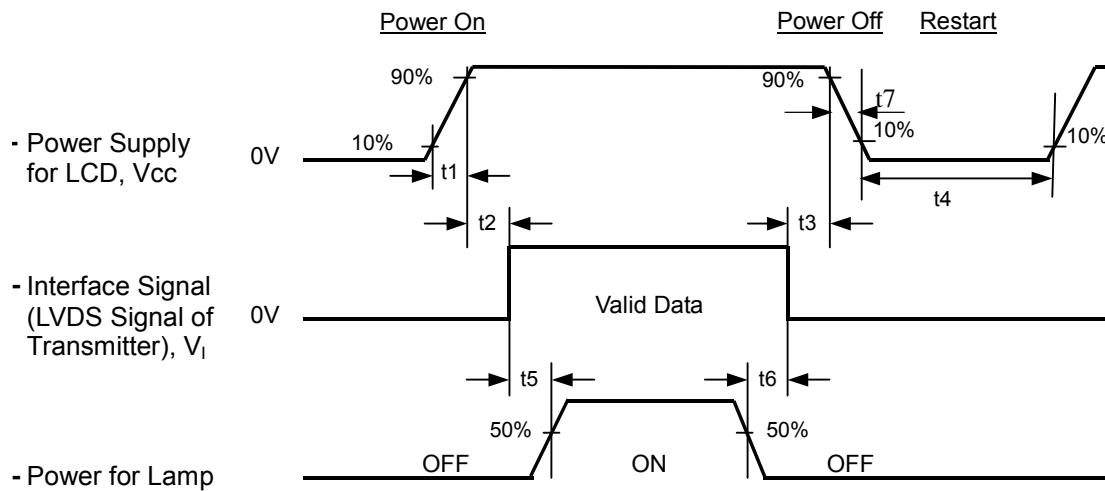 Power On
Power Off
Restart
90%
90%
t7
- Power Supply
for LCD, Vcc
0V
10%
10%
10%
t1
t4
t2
t3
- Interface Signal
(LVDS Signal of
Transmitter), VI
0V
Valid Data
t5
t6
50%
50%
- Power for Lamp
OFF
ON
OFF